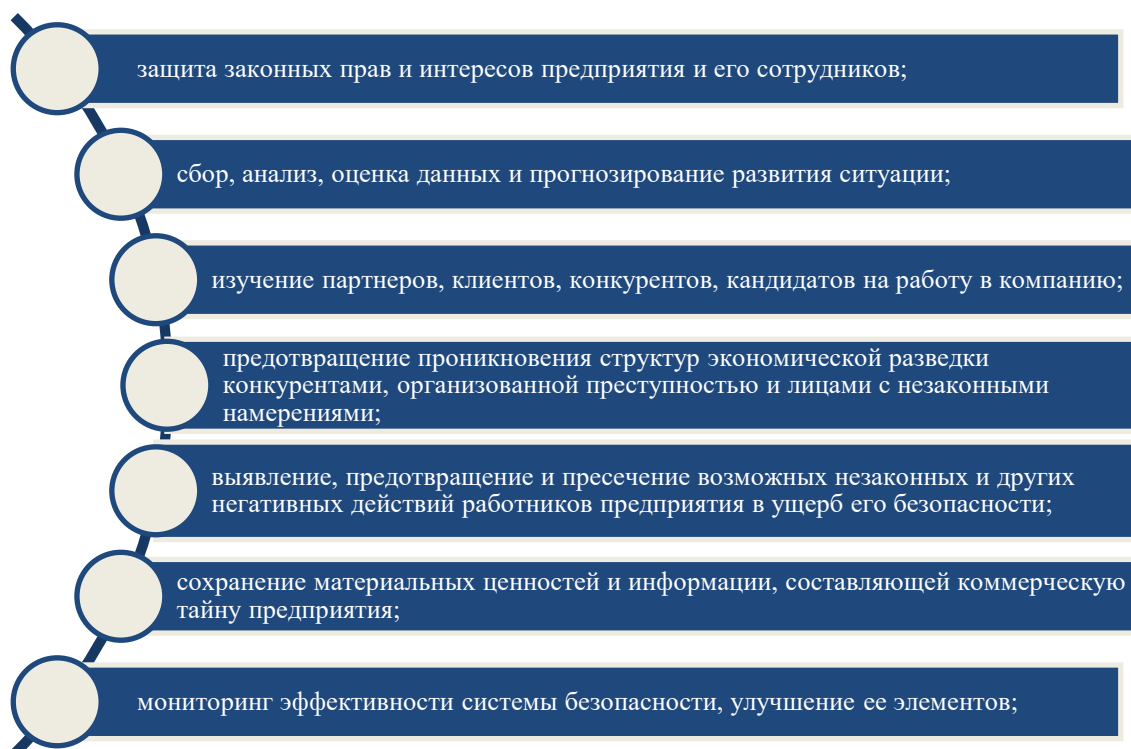 защита законных прав и интересов предприятия и его сотрудников;
сбор, анализ, оценка данных и прогнозирование развития ситуации;
изучение партнеров, клиентов, конкурентов, кандидатов на работу в компанию;
предотвращение проникновения структур экономической разведки
конкурентами, организованной преступностью и лицами с незаконными
намерениями;
выявление, предотвращение и пресечение возможных незаконных и других
негативных действий работников предприятия в ущерб его безопасности;
сохранение материальных ценностей и информации, составляющей коммерческую
тайну предприятия;
мониторинг эффективности системы безопасности, улучшение ее элементов;